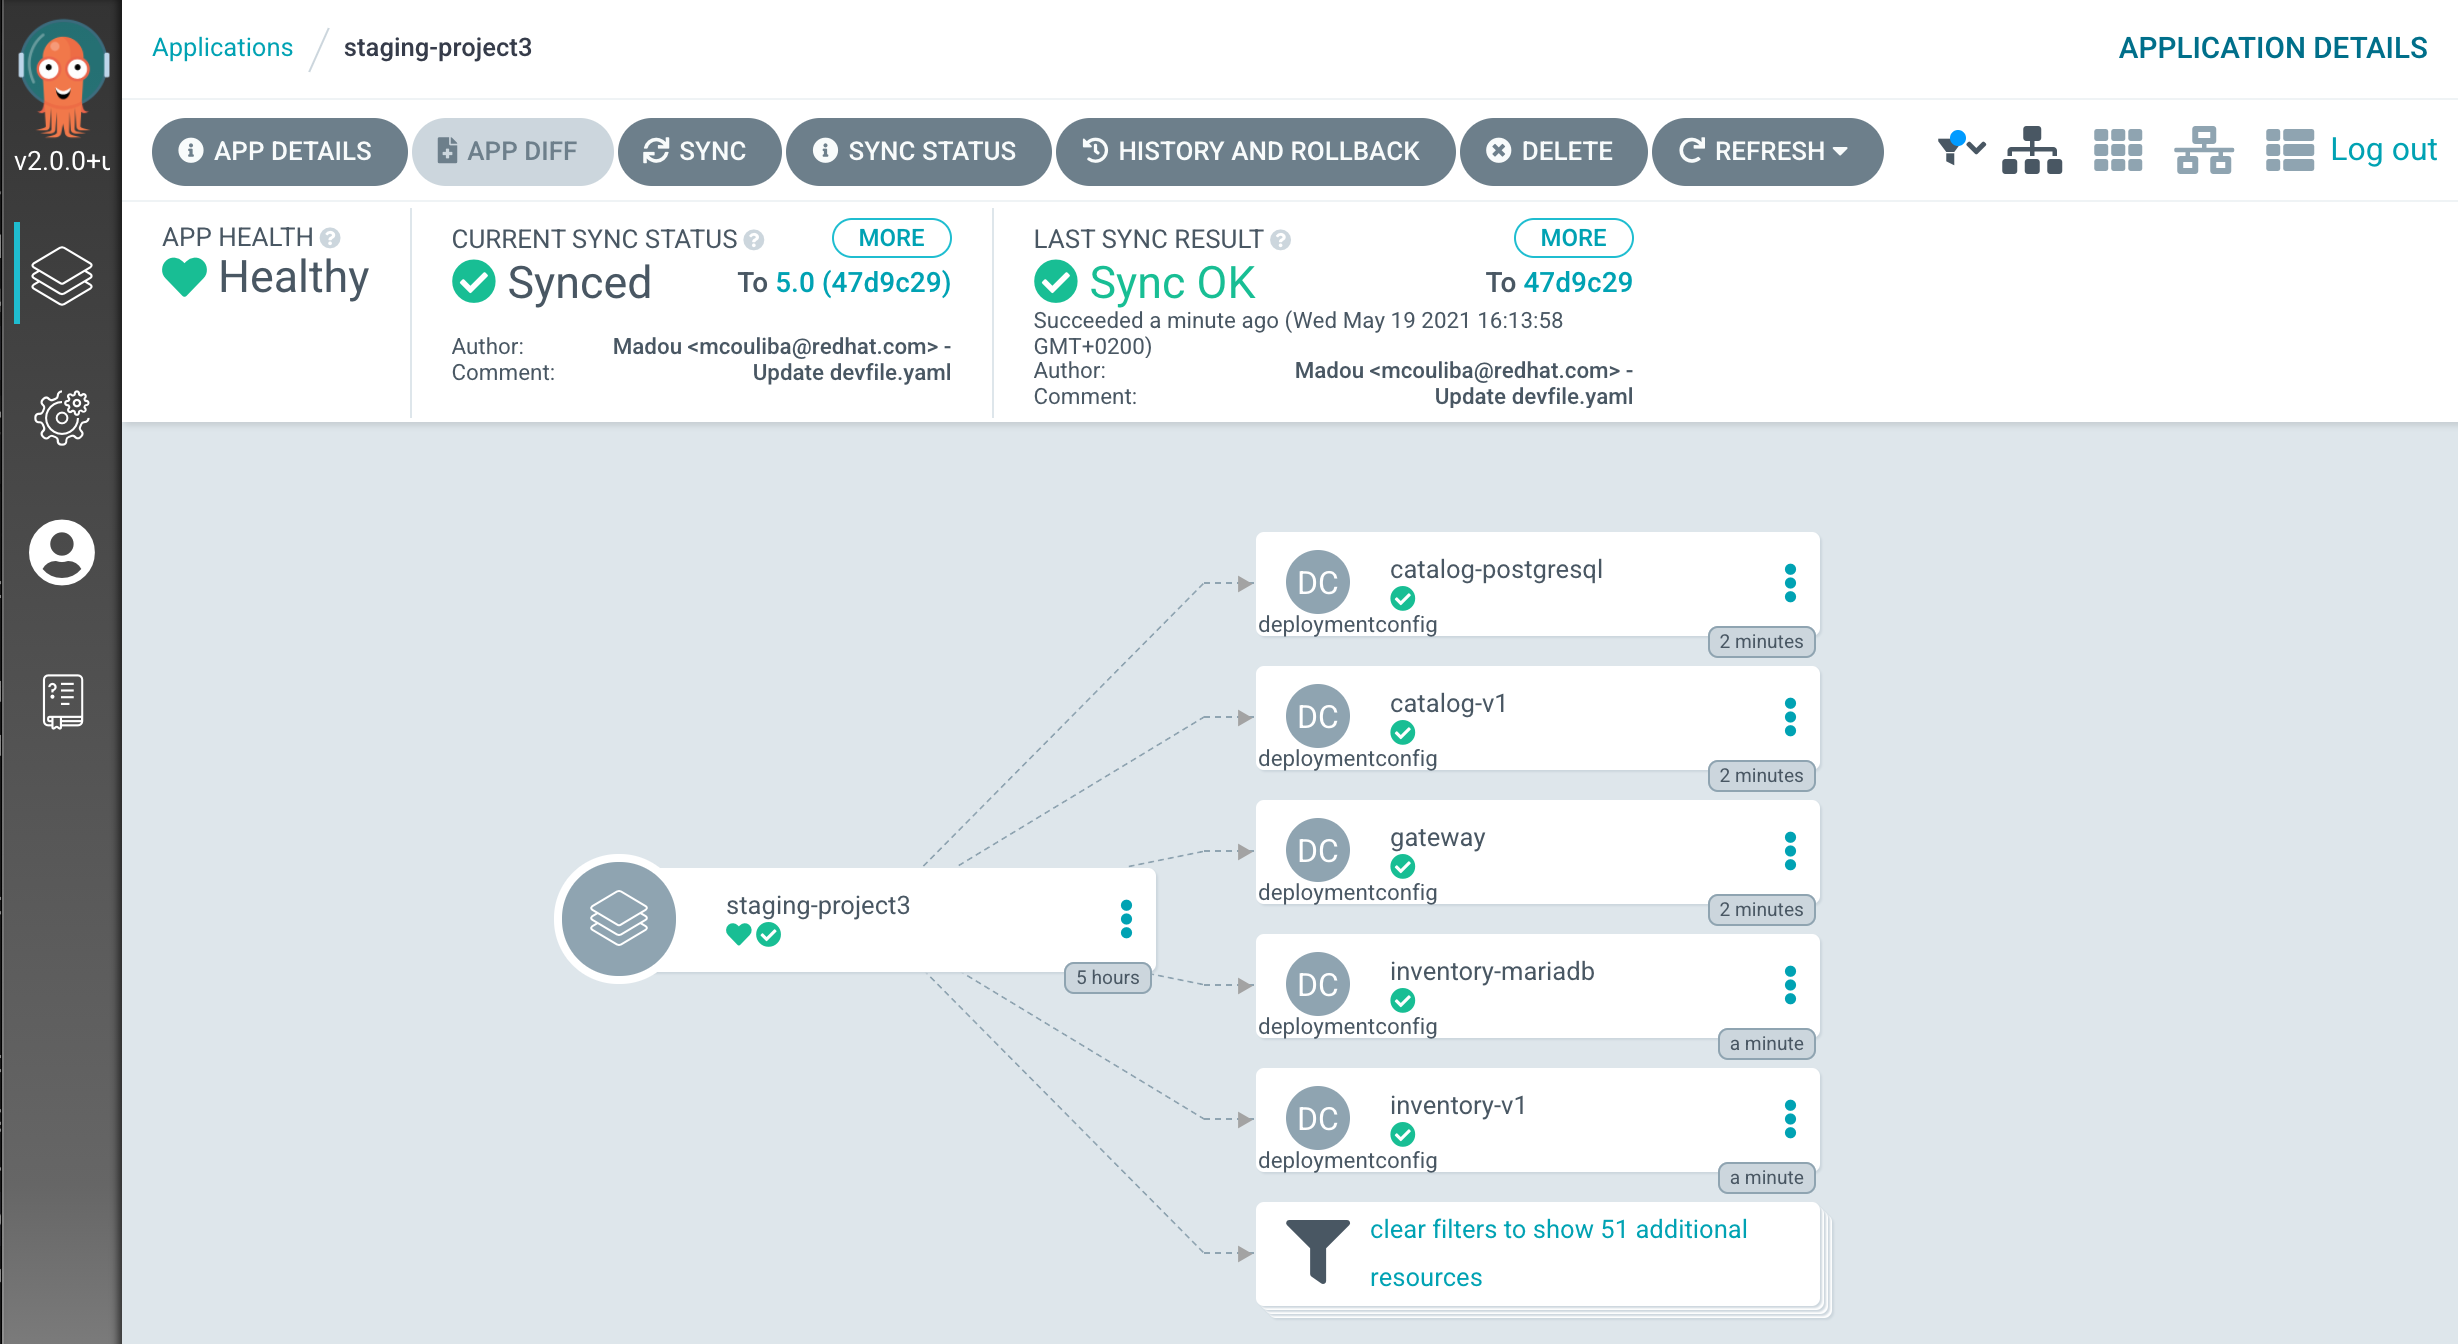 Applications / staging-project3
APPLICATION DETAILS
v2.0.0+u
APP DETAILS
APP DIFF
SYNC
SYNC STATUS
HISTORY AND ROLLBACK
DELETE
REFRESH
Log out
APP HEALTH
Healthy
CURRENT SYNC STATUS
MORE
Synced
To 5.0 (47d9c29)
Author: Madou <mcouliba@redhat.com> -
Comment: Update devfile.yaml
LAST SYNC RESULT
MORE
Sync OK
To 47d9c29
Succeeded a minute ago (Wed May 19 2021 16:13:58
GMT+0200)
Author: Madou <mcouliba@redhat.com> -
Comment: Update devfile.yaml
staging-project3
5 hours
DC
catalog-postgresql
deploymentconfig
2 minutes
DC
catalog-v1
deploymentconfig
2 minutes
DC
gateway
deploymentconfig
2 minutes
DC
inventory-mariadb
deploymentconfig
a minute
DC
inventory-v1
deploymentconfig
a minute
clear filters to show 51 additional
resources